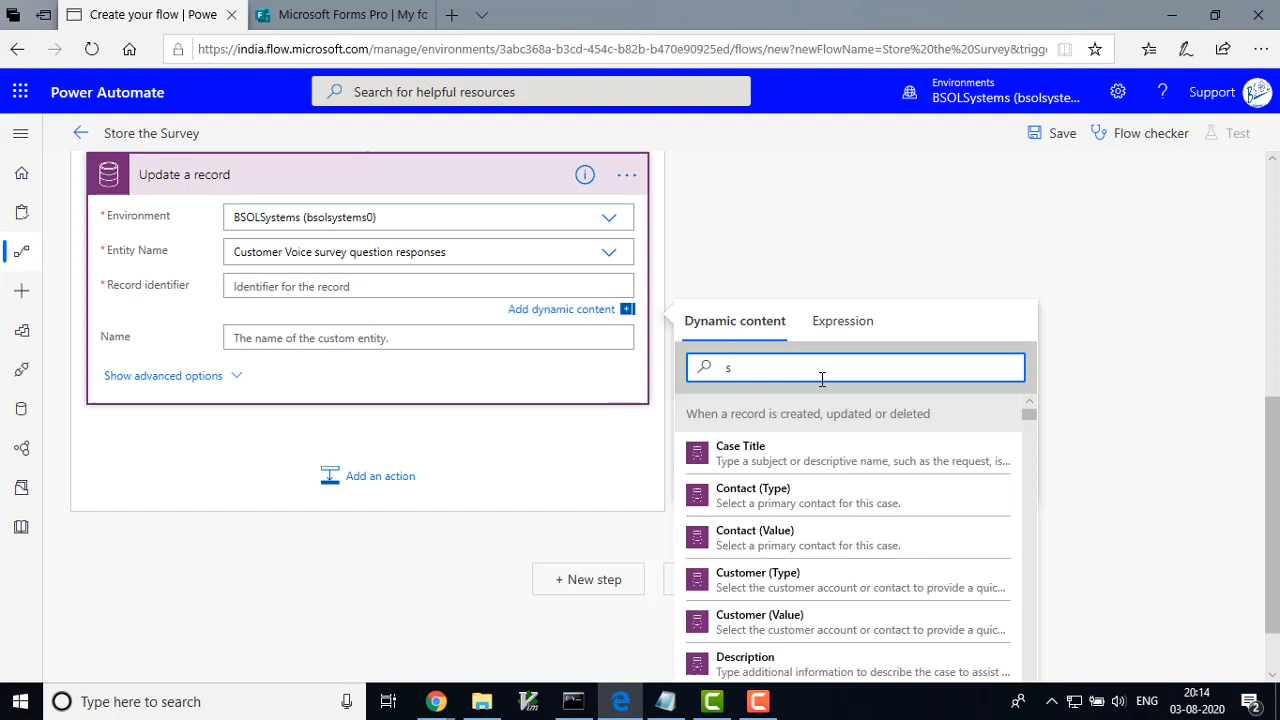 Create your flow | Powe
Microsoft Forms Pro | My fo
https://india.flow.microsoft.com/manage/environments/3abc368a-b3cd-454c-b82b-b470e90925ed/flows/new?newFlowName=Store%20the%20Survey&trigge
Power Automate
Search for helpful resources
Environments
BSOLSystems (bsolsyste...
Support
Store the Survey
Save
Flow checker
Test
Update a record
* Environment
BSOLSystems (bsolsystems0)
* Entity Name
Customer Voice survey question responses
* Record identifier
Identifier for the record
Add dynamic content
Name
The name of the custom entity.
Show advanced options
Add an action
+ New step
Dynamic content
Expression
s
When a record is created, updated or deleted
Case Title
Type a subject or descriptive name, such as the request, is...
Contact (Type)
Select a primary contact for this case.
Contact (Value)
Select a primary contact for this case.
Customer (Type)
Select the customer account or contact to provide a quic...
Customer (Value)
Select the customer account or contact to provide a quic...
Description
Type additional information to describe the case to assist ...
Type here to search
ENG
20:14
03-08-2020
2